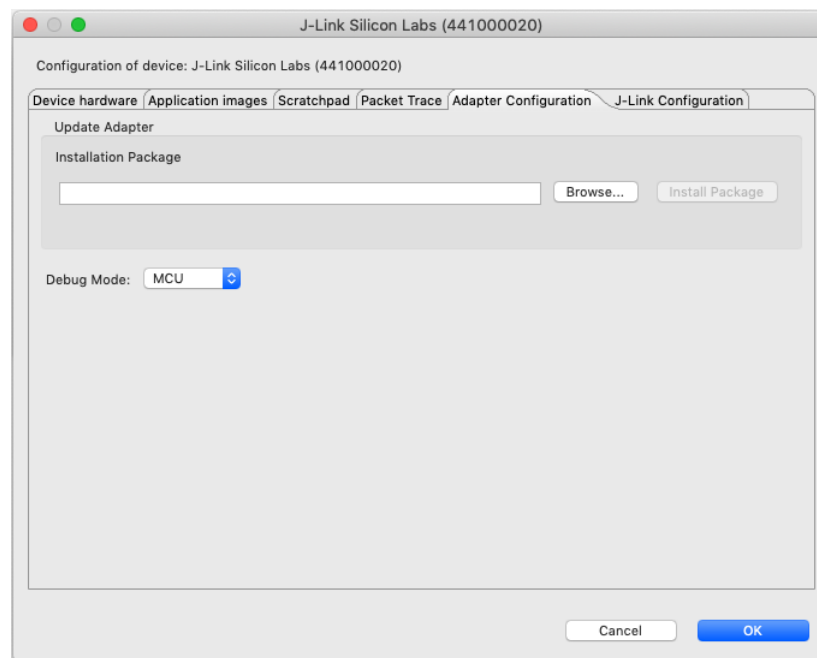 J-Link Silicon Labs (441000020)
Configuration of device: J-Link Silicon Labs (441000020)
Device hardware Application images Scratchpad Packet Trace Adapter Configuration J-Link Configuration
Update Adapter
Installation Package
Browse... Install Package
Debug Mode: MCU
Cancel OK